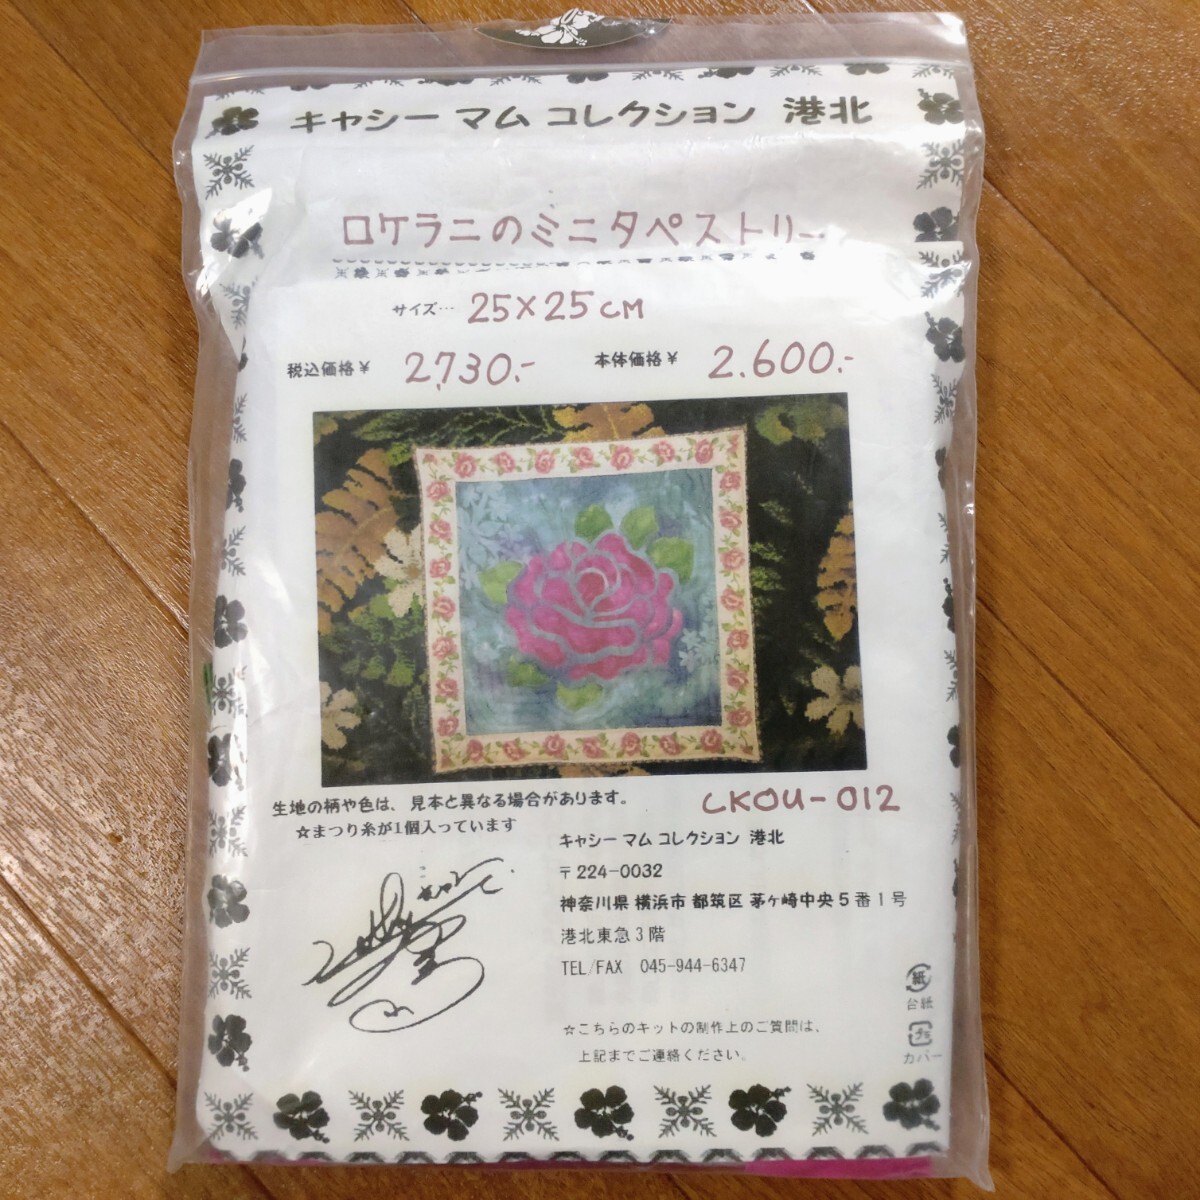 キャシー マム コレクション 港北
ロケラニのミニタペストリー
サイズ… 25×25cm
税込価格¥ 2,730.- 本体価格¥ 2.600.-
生地の柄や色は、見本と異なる場合があります。
☆まつり糸が1個入っています
CKOU-012
キャシー マム コレクション 港北
〒224-0032
神奈川県 横浜市 都筑区 茅ヶ崎中央5番1号
港北東急3階
TEL/FAX 045-944-6347
☆こちらのキットの制作上のご質問は、
上記までご連絡ください。
紙
台紙
プラ
カバー